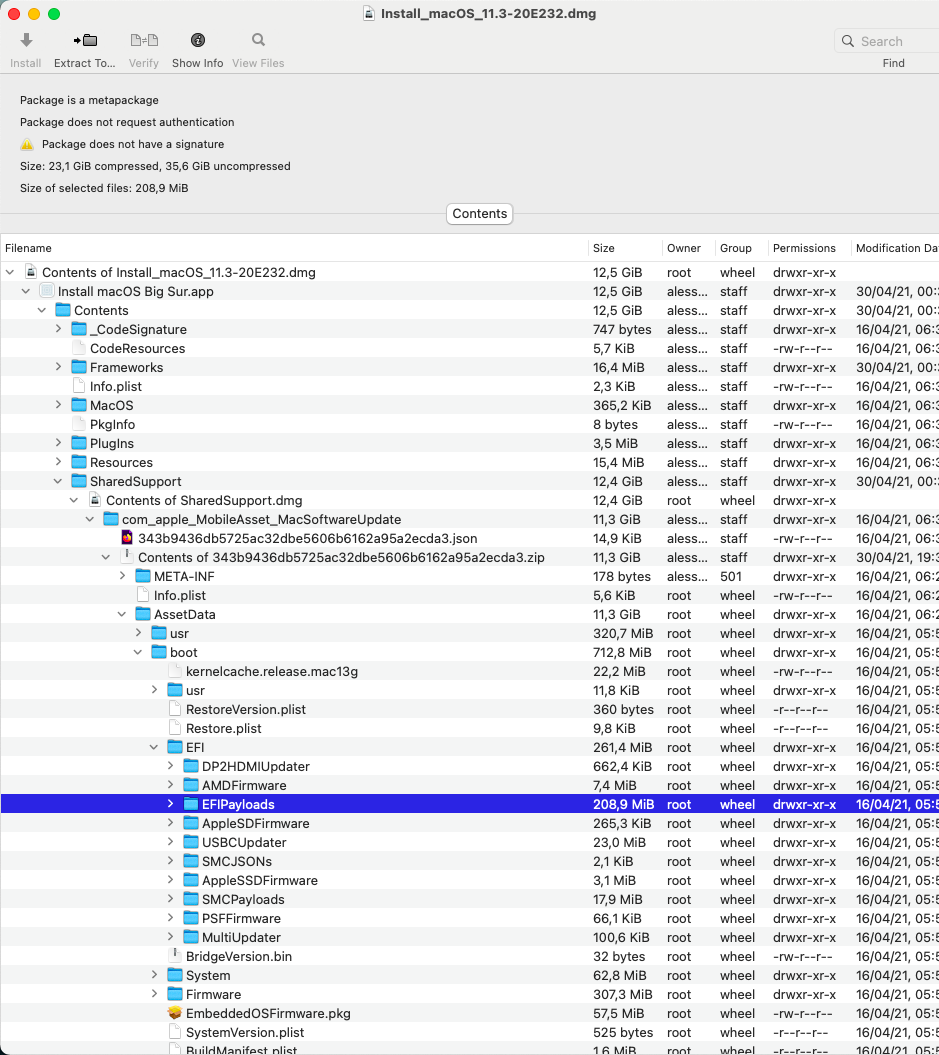 Install_macOS_11.3-20E232.dmg
Install Extract To... Verify Show Info View Files Search Find
Package is a metapackage
Package does not request authentication
Package does not have a signature
Size: 23,1 GiB compressed, 35,6 GiB uncompressed
Size of selected files: 208,9 MiB
Contents
Filename Size Owner Group Permissions Modification Da
Contents of Install_macOS_11.3-20E232.dmg 12,5 GiB root wheel drwxr-xr-x
Install macOS Big Sur.app 12,5 GiB aless... staff drwxr-xr-x 30/04/21, 00:
Contents 12,5 GiB aless... staff drwxr-xr-x 30/04/21, 00:
_CodeSignature 747 bytes aless... staff drwxr-xr-x 16/04/21, 06:
CodeResources 5,7 KiB aless... staff -rw-r--r-- 16/04/21, 06:
Frameworks 16,4 MiB aless... staff drwxr-xr-x 30/04/21, 00:
Info.plist 2,3 KiB aless... staff -rw-r--r-- 16/04/21, 06:
MacOS 365,2 KiB aless... staff drwxr-xr-x 16/04/21, 06:
PkgInfo 8 bytes aless... staff -rw-r--r-- 16/04/21, 06:
PlugIns 3,5 MiB aless... staff drwxr-xr-x 16/04/21, 06:
Resources 15,4 MiB aless... staff drwxr-xr-x 16/04/21, 06:
SharedSupport 12,4 GiB aless... staff drwxr-xr-x 30/04/21, 00:
Contents of SharedSupport.dmg 12,4 GiB root wheel drwxr-xr-x
com_apple_MobileAsset_MacSoftwareUpdate 11,3 GiB aless... staff drwxr-xr-x 16/04/21, 06:
343b9436db5725ac32dbe5606b6162a95a2ecda3.json 14,9 KiB aless... staff -rw-r--r-- 16/04/21, 06:
Contents of 343b9436db5725ac32dbe5606b6162a95a2ecda3.zip 11,3 GiB aless... staff drwxr-xr-x 30/04/21, 19:
META-INF 178 bytes aless... 501 drwxr-xr-x 16/04/21, 06:2
Info.plist 5,6 KiB root wheel -rw-r--r-- 16/04/21, 06:2
AssetData 11,3 GiB root wheel drwxr-xr-x 16/04/21, 06:2
usr 320,7 MiB root wheel drwxr-xr-x 16/04/21, 05:5
boot 712,8 MiB root wheel drwxr-xr-x 16/04/21, 05:5
kernelcache.release.mac13g 22,2 MiB root wheel -rw-r--r-- 16/04/21, 05:5
usr 11,8 KiB root wheel drwxr-xr-x 16/04/21, 05:5
RestoreVersion.plist 360 bytes root wheel -r--r--r-- 16/04/21, 05:5
Restore.plist 9,8 KiB root wheel -r--r--r-- 16/04/21, 05:5
EFI 261,4 MiB root wheel drwxr-xr-x 16/04/21, 05:5
DP2HDMIUpdater 662,4 KiB root wheel drwxr-xr-x 16/04/21, 05:5
AMDFirmware 7,4 MiB root wheel drwxr-xr-x 16/04/21, 05:5
EFIPayloads 208,9 MiB root wheel drwxr-xr-x 16/04/21, 05:5
AppleSDFirmware 265,3 KiB root wheel drwxr-xr-x 16/04/21, 05:5
USBCUpdater 23,0 MiB root wheel drwxr-xr-x 16/04/21, 05:5
SMCJSONs 2,1 KiB root wheel drwxr-xr-x 16/04/21, 05:5
AppleSSDFirmware 3,1 MiB root wheel drwxr-xr-x 16/04/21, 05:5
SMCPayloads 17,9 MiB root wheel drwxr-xr-x 16/04/21, 05:5
PSFFirmware 66,1 KiB root wheel drwxr-xr-x 16/04/21, 05:5
MultiUpdater 100,6 KiB root wheel drwxr-xr-x 16/04/21, 05:5
BridgeVersion.bin 32 bytes root wheel -rw-r--r-- 16/04/21, 05:5
System 62,8 MiB root wheel drwxr-xr-x 16/04/21, 05:5
Firmware 307,3 MiB root wheel drwxr-xr-x 16/04/21, 05:5
EmbeddedOSFirmware.pkg 57,5 MiB root wheel -rw-r--r-- 16/04/21, 05:5
SystemVersion.plist 525 bytes root wheel -r--r--r-- 16/04/21, 05:5
BuildManifest.plist 1,6 MiB root wheel -rw-r--r-- 16/04/21, 05:5